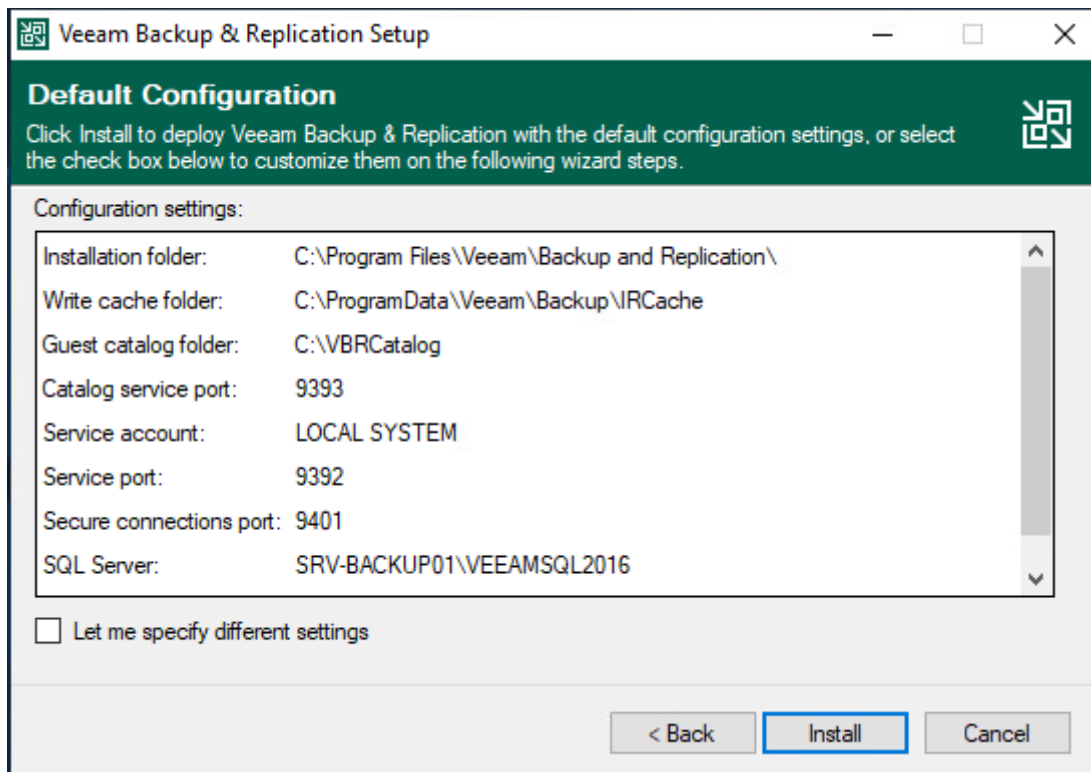 Veeam Backup & Replication Setup
Default Configuration
Click Install to deploy Veeam Backup & Replication with the default configuration settings, or select
the check box below to customize them on the following wizard steps.
Configuration settings:
Installation folder: C:\Program Files\Veeam\Backup and Replication\
Write cache folder: C:\ProgramData\Veeam\Backup\IRCache
Guest catalog folder: C:\VBRCatalog
Catalog service port: 9393
Service account: LOCAL SYSTEM
Service port: 9392
Secure connections port: 9401
SQL Server: SRV-BACKUP01\VEEAMSQL2016
Let me specify different settings
< Back Install Cancel